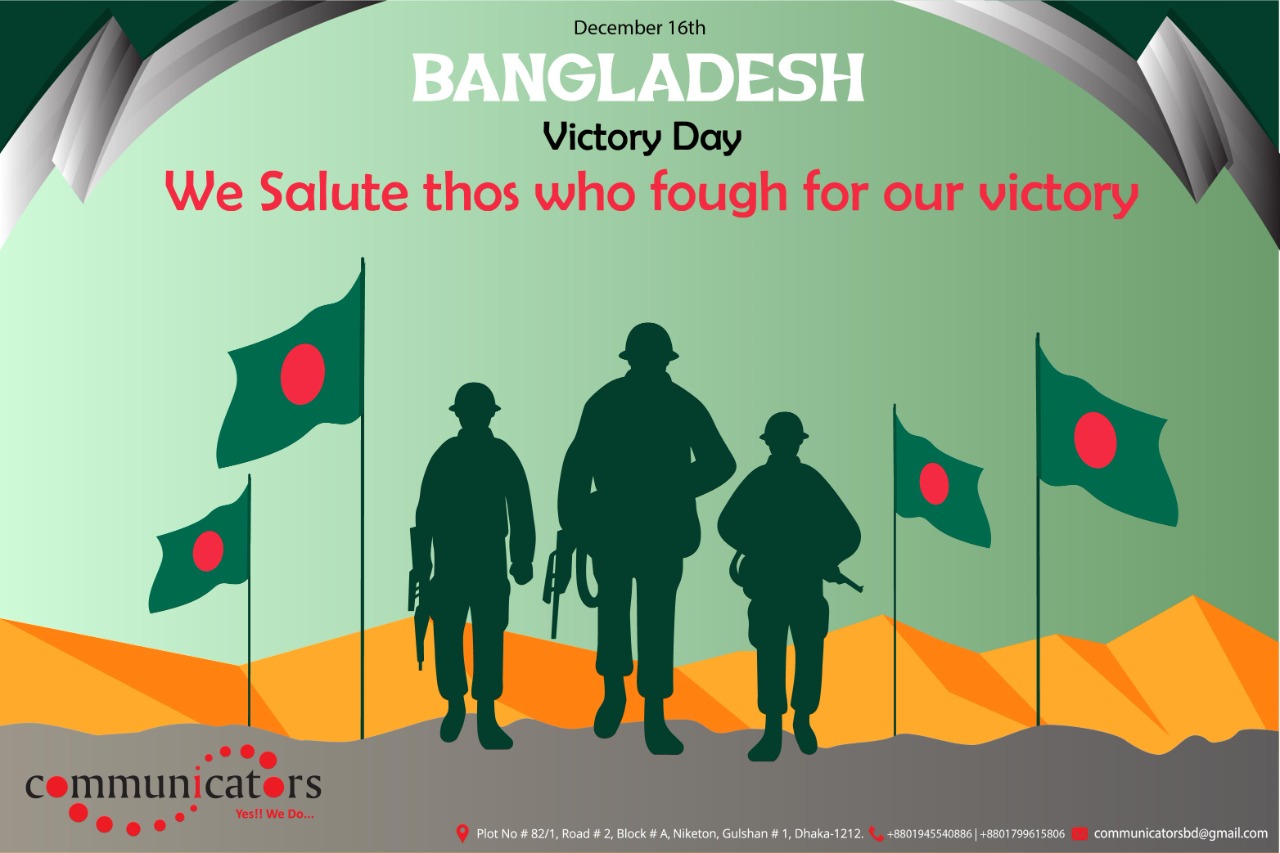 December 16th
BANGLADESH
Victory Day
We Salute thos who fough for our victory
communicators
Yes!! We Do...
Plot No # 82/1, Road # 2, Block # A, Niketon, Gulshan # 1, Dhaka-1212. +8801945540886 | +8801799615806 communicatorsbd@gmail.com